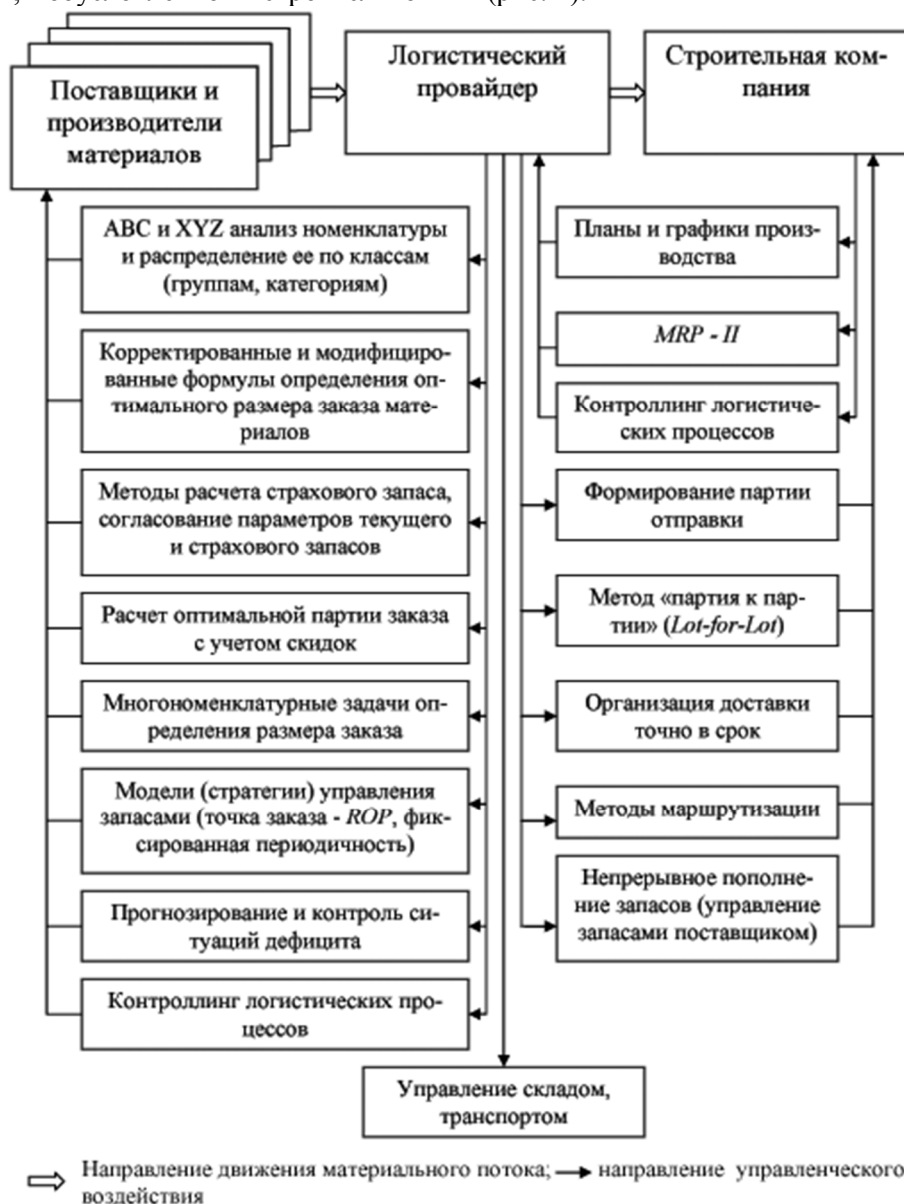 (рис. 2).
Поставщики и
производители
материалов
Логистический
провайдер
Строительная ком-
пания
ABC и XYZ анализ номенклатуры
и распределение ее по классам
(группам, категориям)
Корректированные и модифициро-
ванные формулы определения оп-
тимального размера заказа мате-
риалов
Методы расчета страхового запаса,
согласование параметров текущего
и страхового запасов
Расчет оптимальной партии заказа
с учетом скидок
Многономенклатурные задачи оп-
ределения размера заказа
Модели (стратегии) управления
запасами (точка заказа - ROP, фик-
сированная периодичность)
Прогнозирование и контроль си-
туаций дефицита
Контроллинг логистических про-
цессов
Планы и графики произ-
водства
MRP - II
Контроллинг логистиче-
ских процессов
Формирование партии
отправки
Метод «партия к пар-
тии» (Lot-for-Lot)
Организация доставки
точно в срок
Методы маршрутизации
Непрерывное пополне-
ние запасов (управление
запасами поставщиком)
Управление складом,
транспортом
Направление движения материального потока; направление управленческого
воздействия